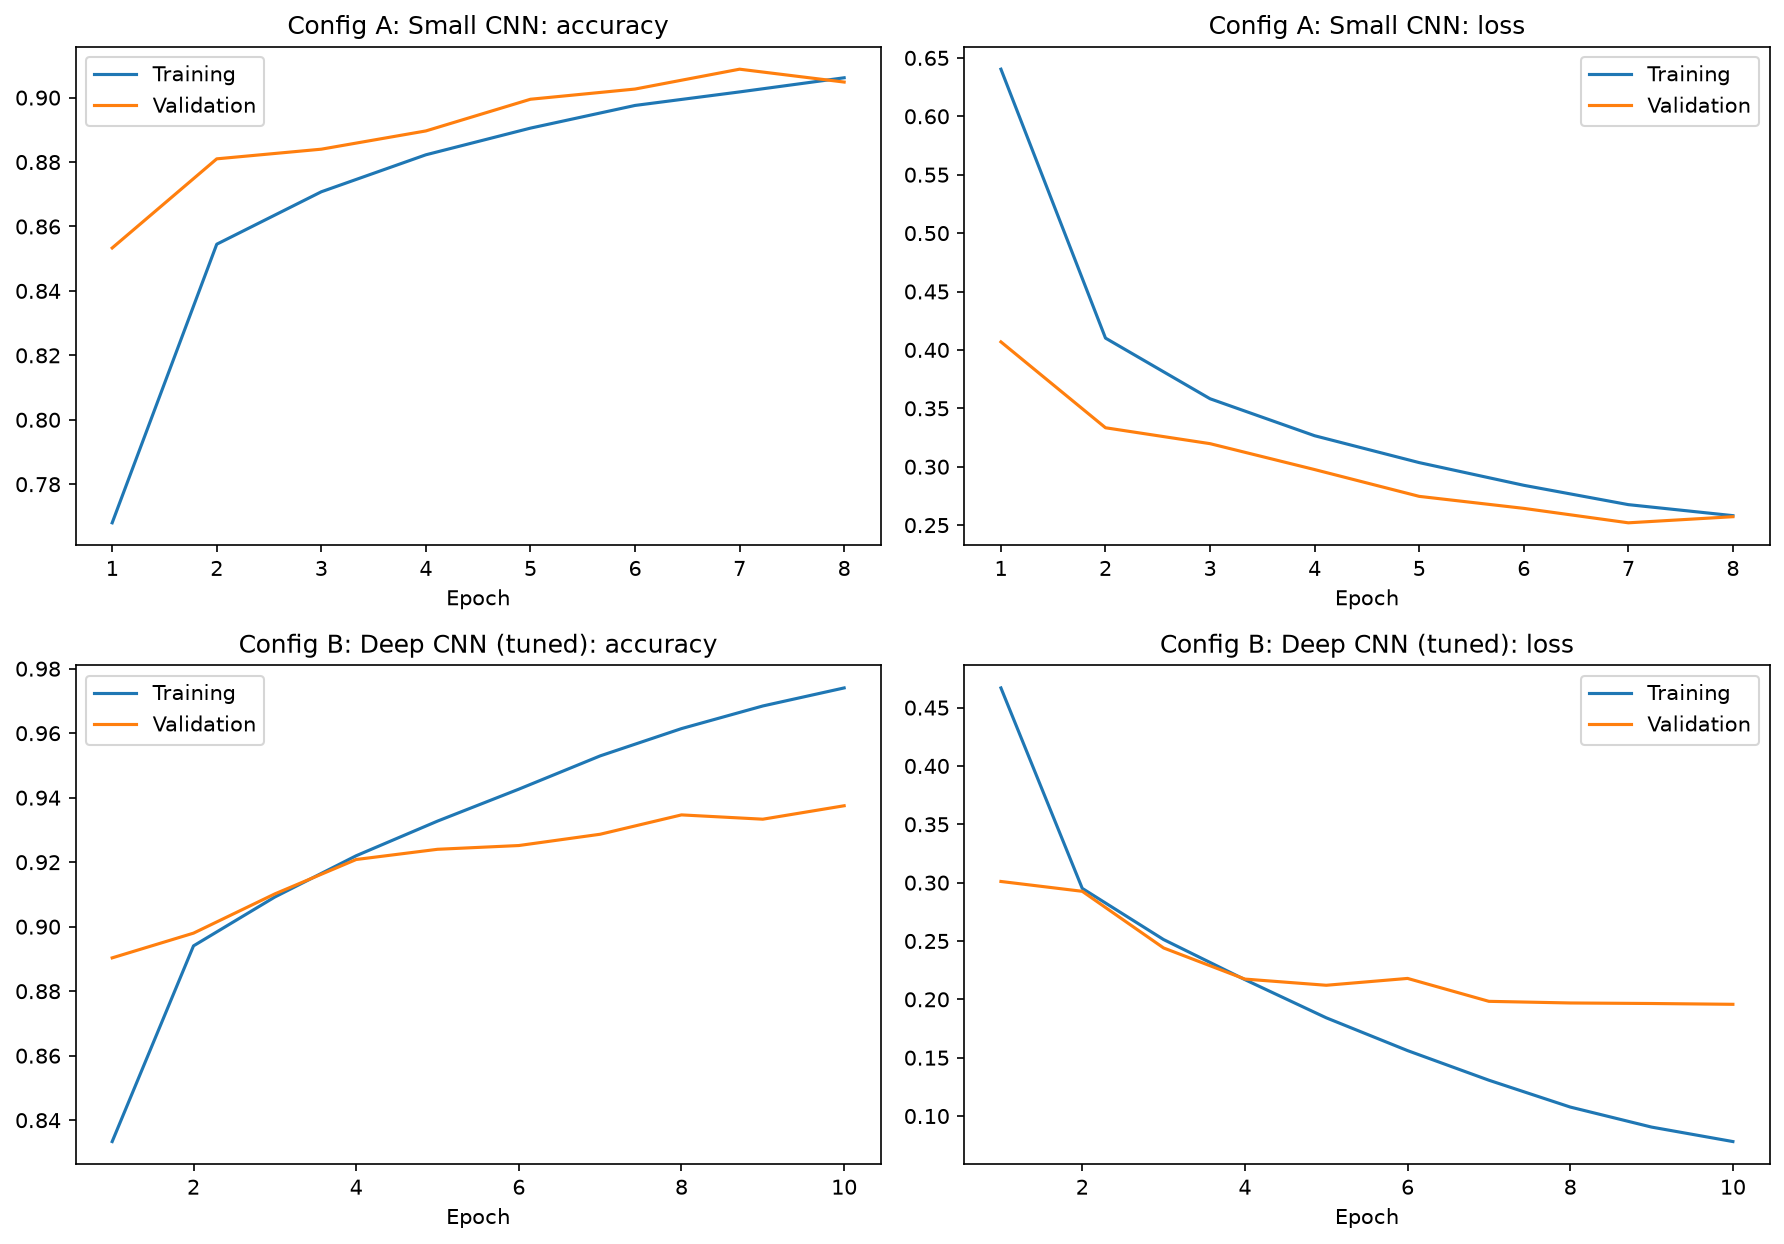 Config A: Small CNN: accuracy
Training
Validation
0.90
0.88
0.86
0.84
0.82
0.80
0.78
1 2 3 4 5 6 7 8
Epoch
Config A: Small CNN: loss
Training
Validation
0.65
0.60
0.55
0.50
0.45
0.40
0.35
0.30
0.25
1 2 3 4 5 6 7 8
Epoch
Config B: Deep CNN (tuned): accuracy
Training
Validation
0.98
0.96
0.94
0.92
0.90
0.88
0.86
0.84
2 4 6 8 10
Epoch
Config B: Deep CNN (tuned): loss
Training
Validation
0.45
0.40
0.35
0.30
0.25
0.20
0.15
0.10
2 4 6 8 10
Epoch